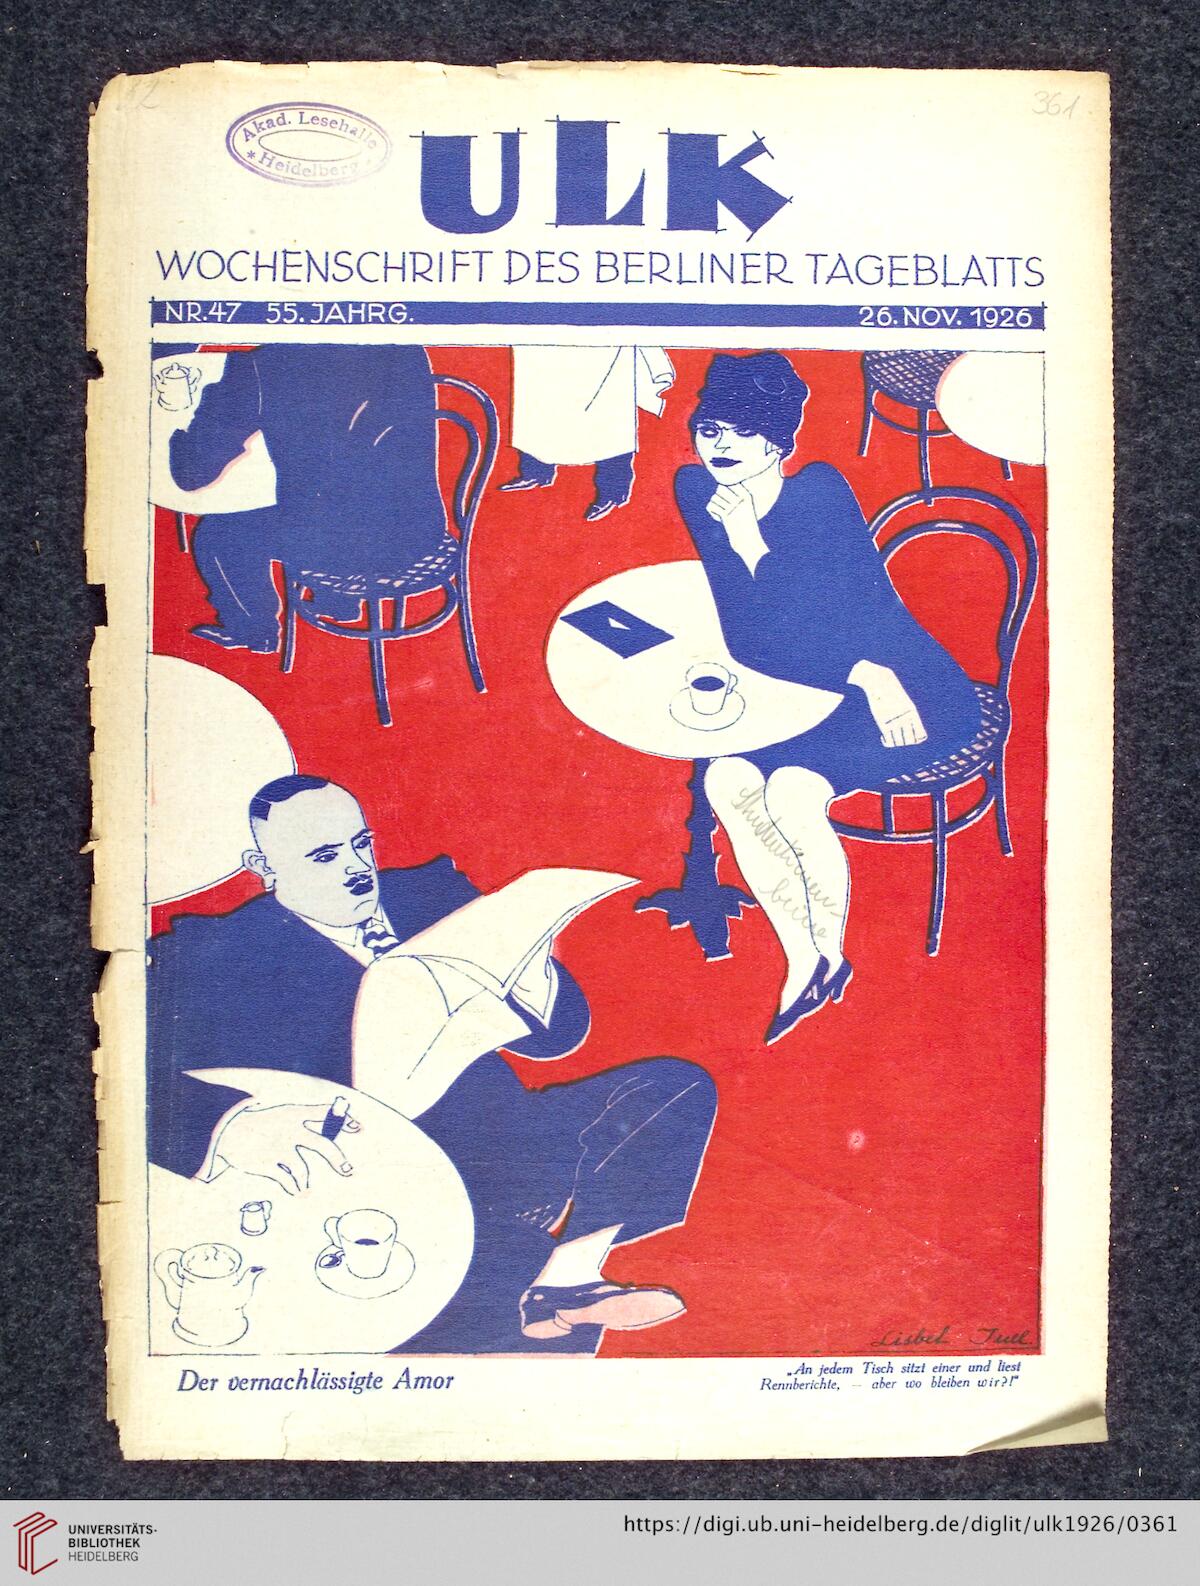 361
Akad. Lesehalle
* Heidelberg *
ULK
WOCHENSCHRIFT DES BERLINER TAGEBLATTS
NR.47 55. JAHRG. 26. NOV. 1926
Der vernachlässigte Amor
„An jedem Tisch sitzt einer und liest
Rennberichte, — aber wo bleiben wir?!"
UNIVERSITÄTS-
BIBLIOTHEK
HEIDELBERG
https://digi.ub.uni-heidelberg.de/diglit/ulk1926/0361